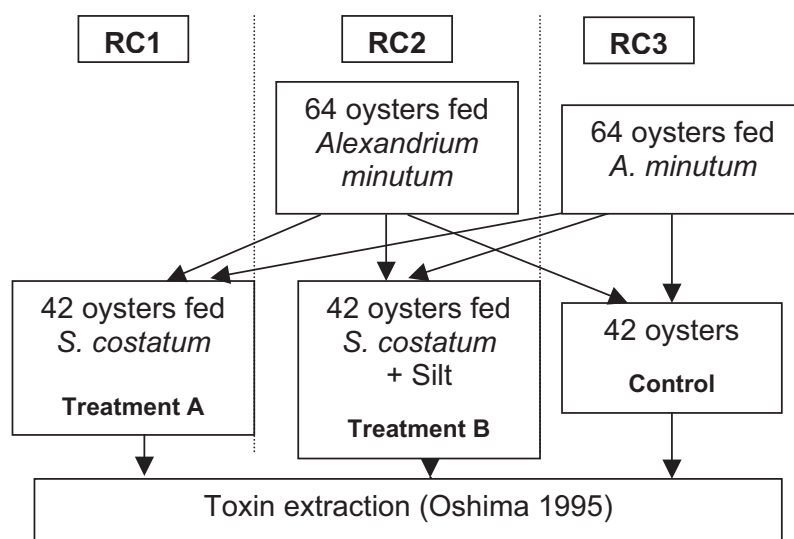 RC1
RC2
RC3
64 oysters fed
Alexandrium
minutum
64 oysters fed
A. minutum
42 oysters fed
S. costatum
Treatment A
42 oysters fed
S. costatum
+ Silt
Treatment B
42 oysters
Control
Toxin extraction (Oshima 1995)